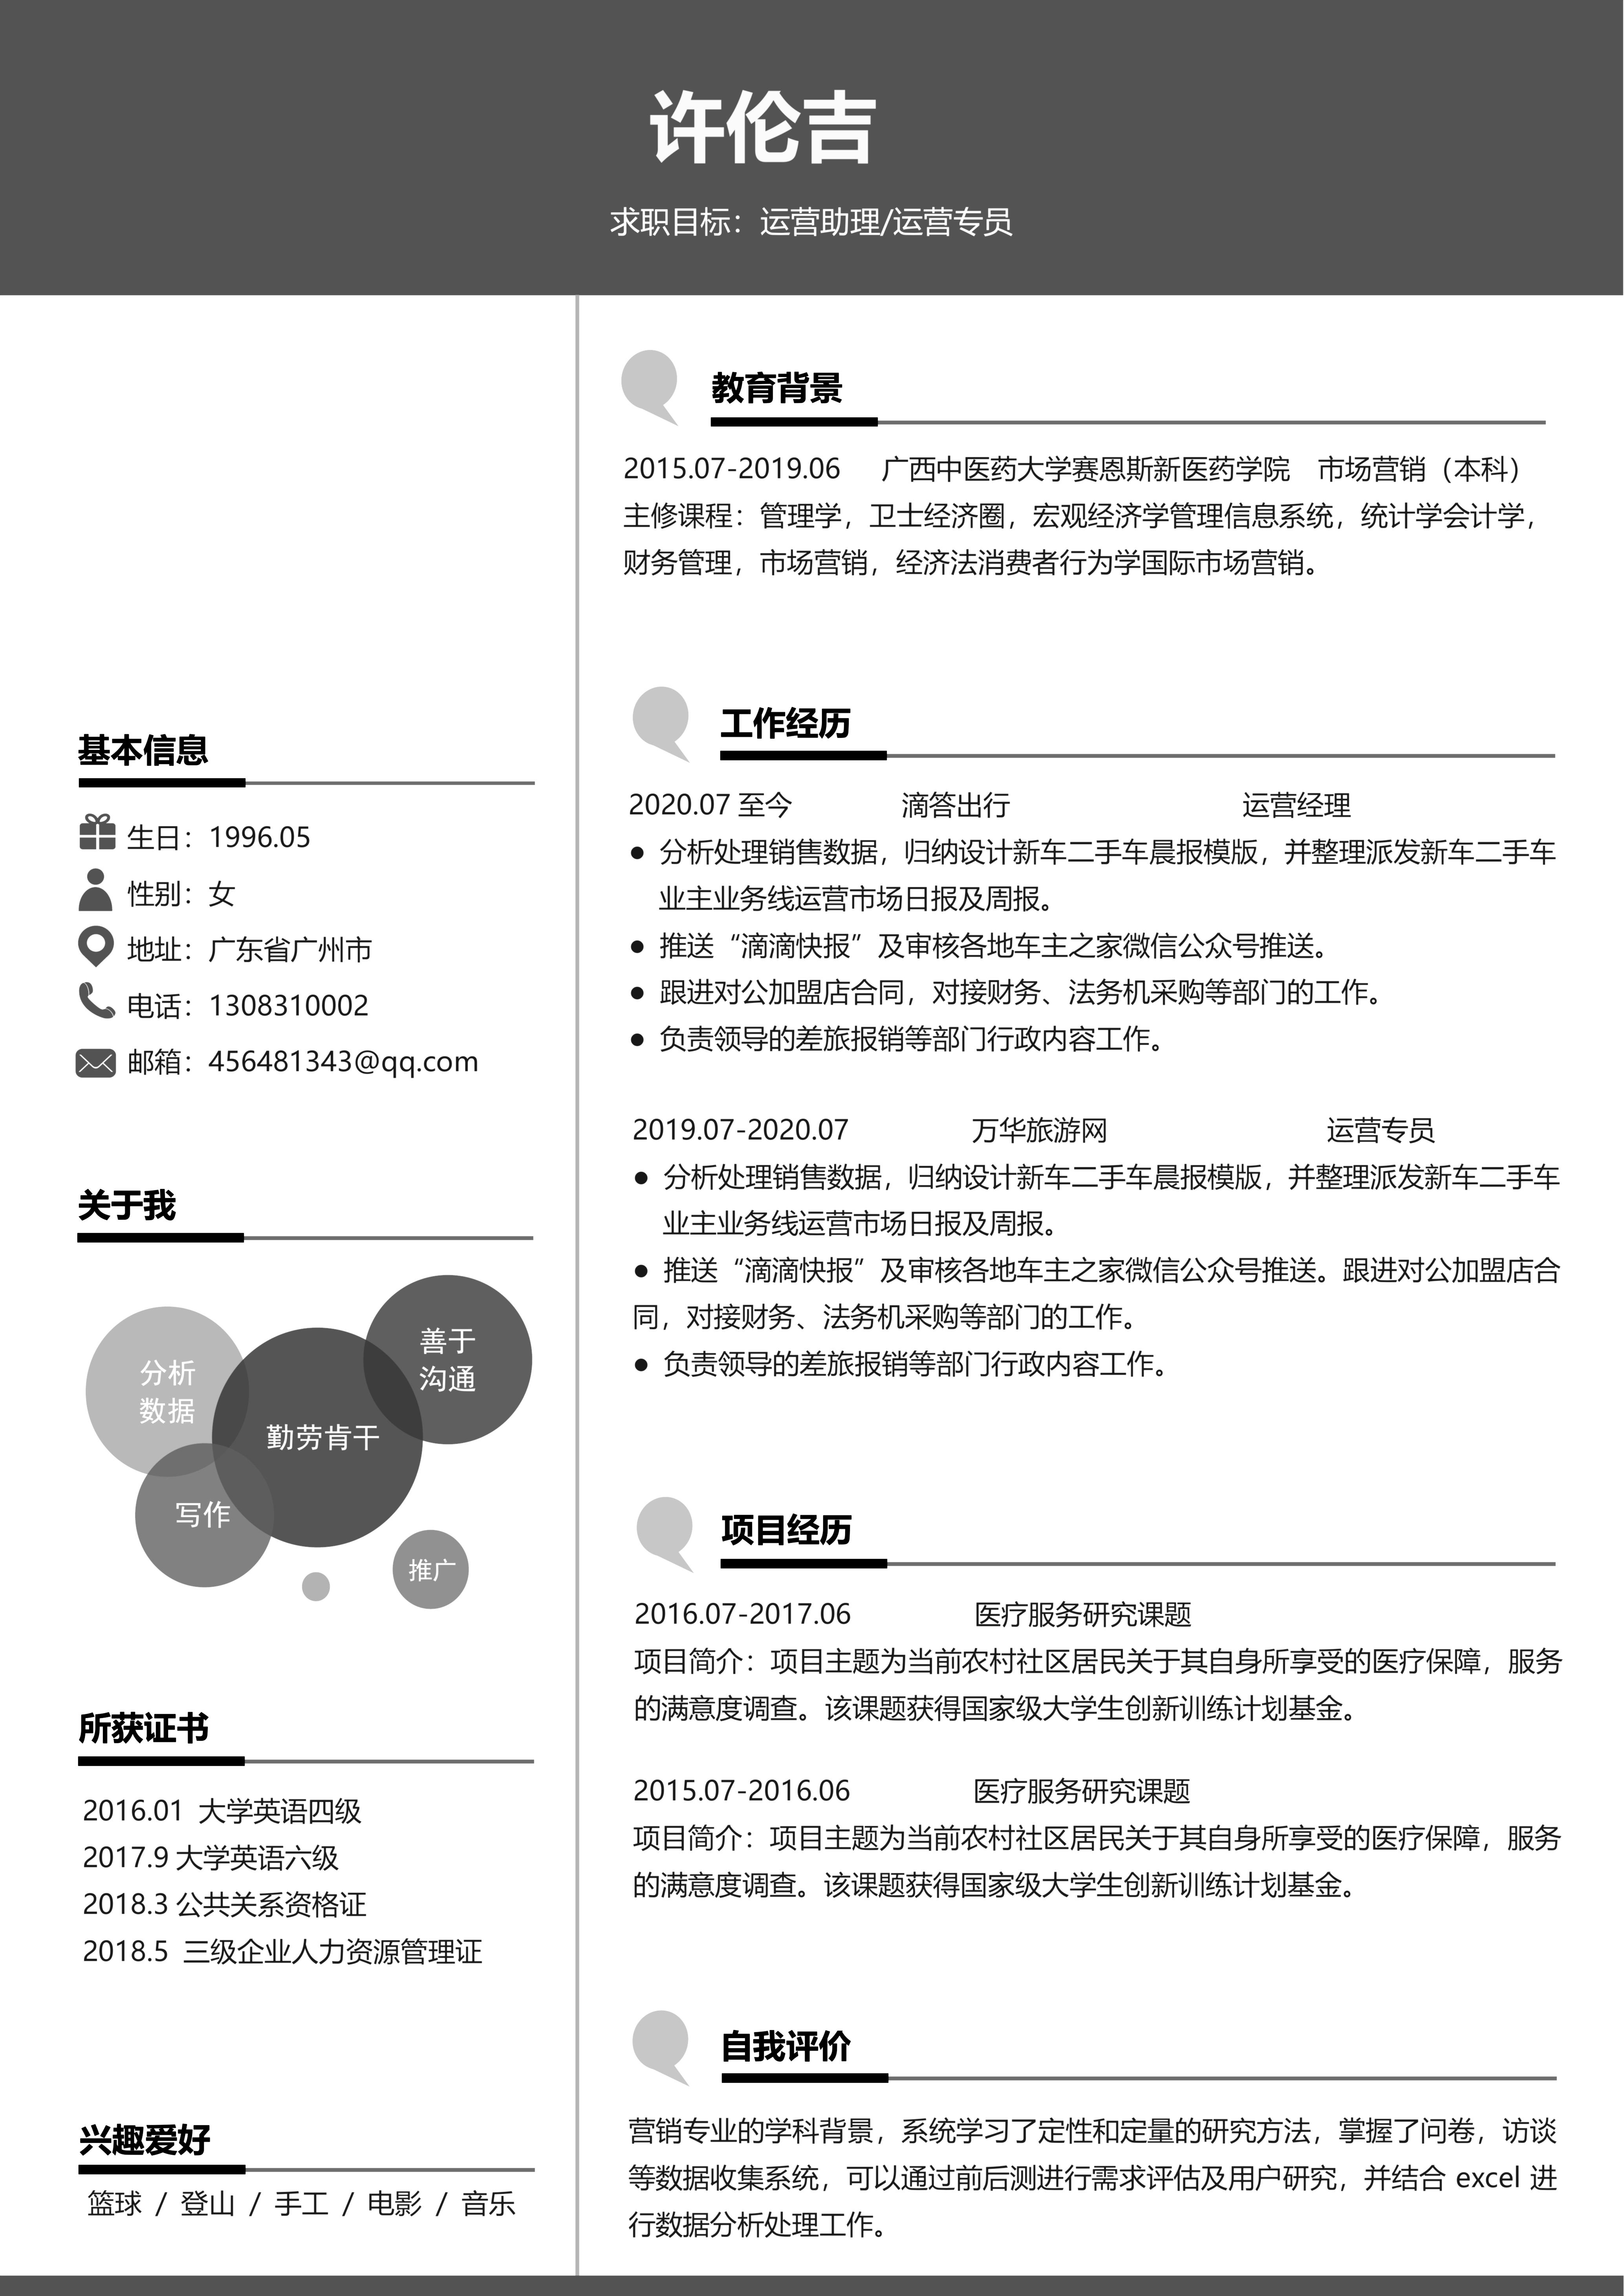 许伦吉
求职目标：运营助理/运营专员
基本信息
生日：1996.05
性别：女
地址：广东省广州市
电话：1308310002
邮箱：456481343@qq.com
关于我
分析
数据
善于
沟通
勤劳肯干
写作
推广
所获证书
2016.01 大学英语四级
2017.9 大学英语六级
2018.3 公共关系资格证
2018.5 三级企业人力资源管理证
兴趣爱好
篮球 / 登山 / 手工 / 电影 / 音乐
教育背景
2015.07-2019.06 广西中医药大学赛恩斯新医药学院 市场营销（本科）
主修课程：管理学，卫士经济圈，宏观经济学管理信息系统，统计学会计学，
财务管理，市场营销，经济法消费者行为学国际市场营销。
工作经历
2020.07 至今 滴答出行 运营经理
● 分析处理销售数据，归纳设计新车二手车晨报模版，并整理派发新车二手车
业主业务线运营市场日报及周报。
● 推送“滴滴快报”及审核各地车主之家微信公众号推送。
● 跟进对公加盟店合同，对接财务、法务机采购等部门的工作。
● 负责领导的差旅报销等部门行政内容工作。
2019.07-2020.07 万华旅游网 运营专员
● 分析处理销售数据，归纳设计新车二手车晨报模版，并整理派发新车二手车
业主业务线运营市场日报及周报。
● 推送“滴滴快报”及审核各地车主之家微信公众号推送。跟进对公加盟店合
同，对接财务、法务机采购等部门的工作。
● 负责领导的差旅报销等部门行政内容工作。
项目经历
2016.07-2017.06 医疗服务研究课题
项目简介：项目主题为当前农村社区居民关于其自身所享受的医疗保障，服务
的满意度调查。该课题获得国家级大学生创新训练计划基金。
2015.07-2016.06 医疗服务研究课题
项目简介：项目主题为当前农村社区居民关于其自身所享受的医疗保障，服务
的满意度调查。该课题获得国家级大学生创新训练计划基金。
自我评价
营销专业的学科背景，系统学习了定性和定量的研究方法，掌握了问卷，访谈
等数据收集系统，可以通过前后测进行需求评估及用户研究，并结合 excel 进
行数据分析处理工作。